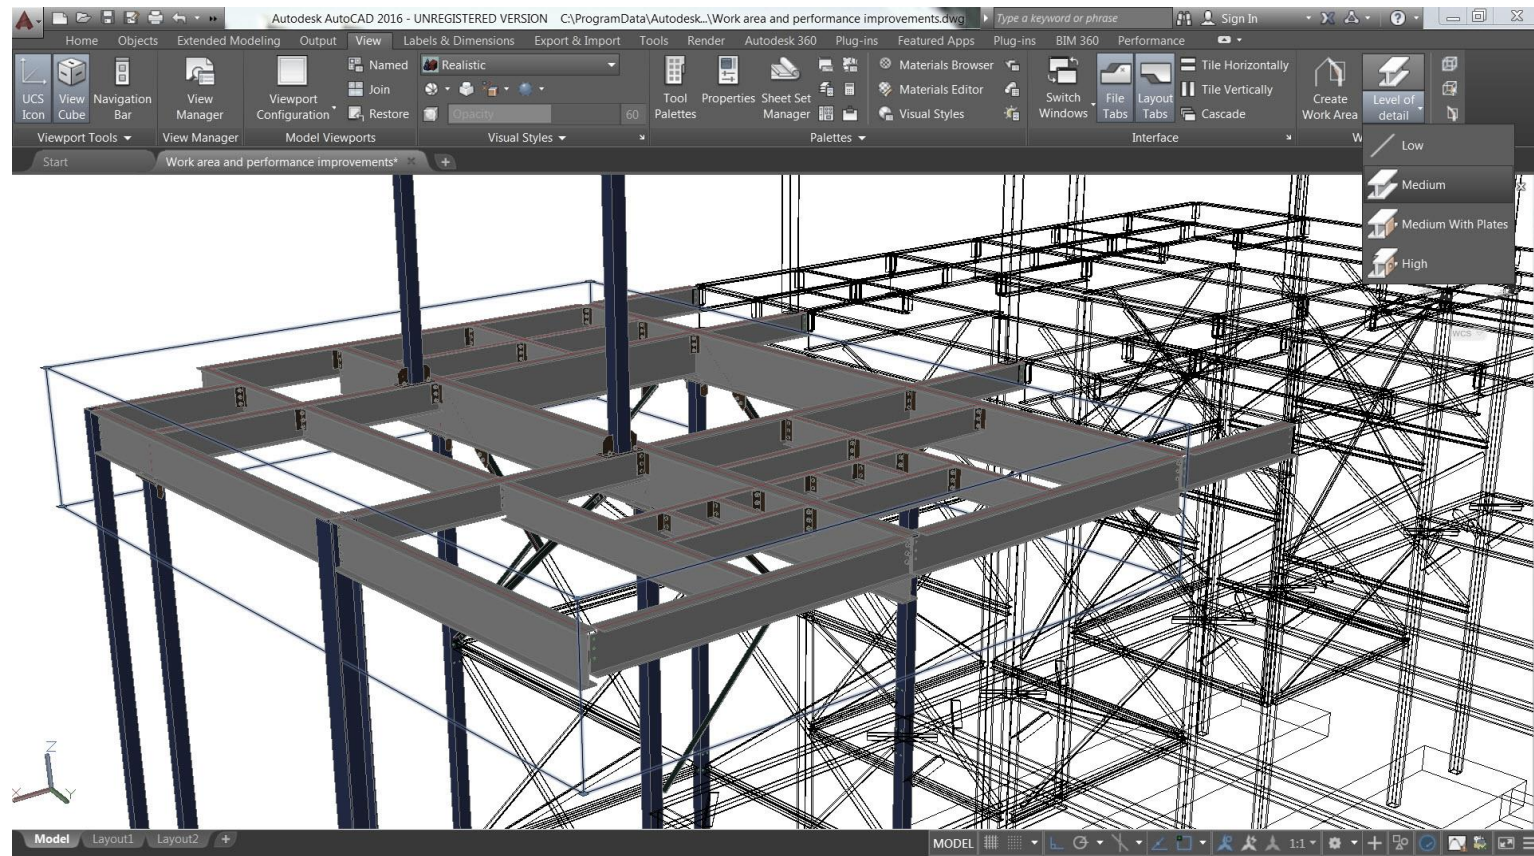 Autodesk AutoCAD 2016 - UNREGISTERED VERSION C:\ProgramData\Autodesk...\Work area and performance improvements.dwg Type a keyword or phrase Sign In
Home Objects Extended Modeling Output View Labels & Dimensions Export & Import Tools Render Autodesk 360 Plug-ins Featured Apps Plug-ins BIM 360 Performance
Named Realistic Materials Browser Tile Horizontally
UCS Icon
View Cube
Navigation Bar
View Manager
Viewport Configuration
Join
Tool Palettes
Properties
Sheet Set Manager
Materials Editor
Switch Windows
File Tabs
Layout Tabs
Tile Vertically
Create Work Area
Level of detail
Restore Opacity 60 Visual Styles Cascade
Viewport Tools View Manager Model Viewports Visual Styles Palettes Interface W
Start Work area and performance improvements* +
Low
Medium
Medium With Plates
High
WCS
Z
X Y
Model Layout1 Layout2 +
MODEL 1:1